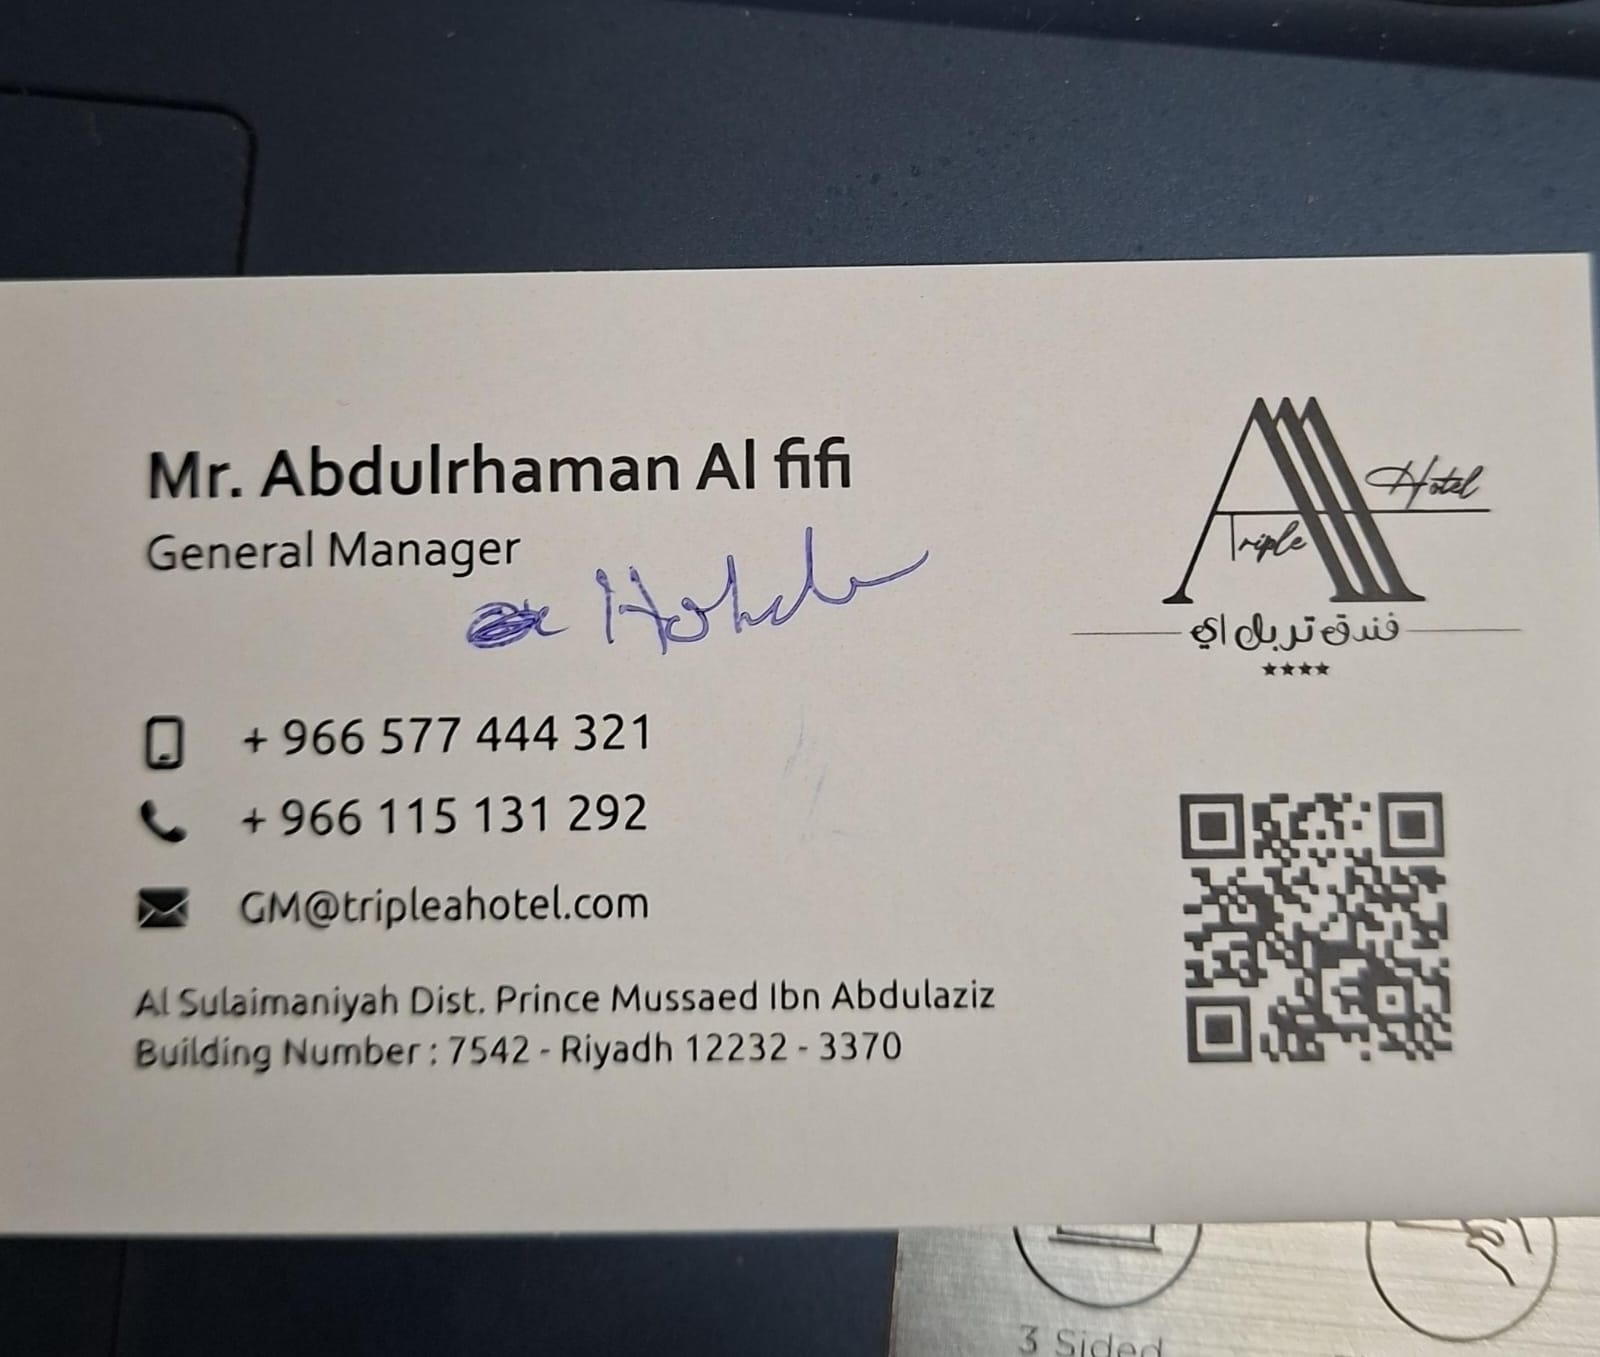 Mr. Abdulrhaman Al fifi
General Manager
+ 966 577 444 321
+ 966 115 131 292
GM@tripleahotel.com
Al Sulaimaniyah Dist. Prince Mussaed Ibn Abdulaziz
Building Number : 7542 - Riyadh 12232 - 3370
Hotel
Triple
فندق تربل اي
3 Sided